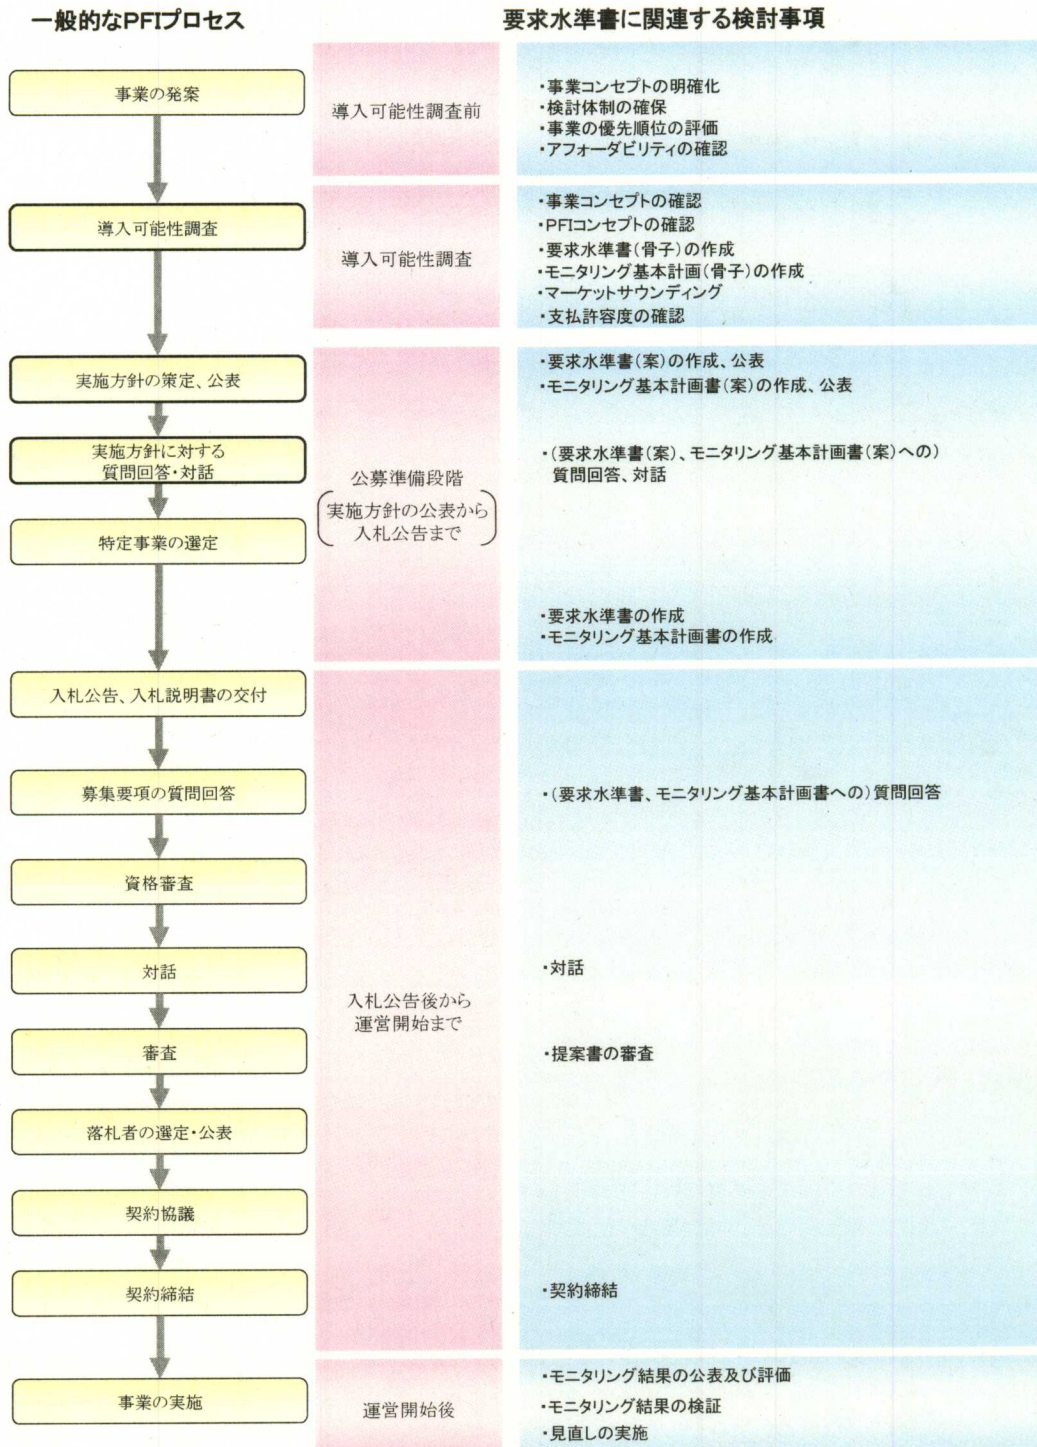 一般的なPFIプロセス
要求水準書に関連する検討事項
事業の発案
導入可能性調査前
・事業コンセプトの明確化
・検討体制の確保
・事業の優先順位の評価
・アフォーダビリティの確認
導入可能性調査
導入可能性調査
・事業コンセプトの確認
・PFIコンセプトの確認
・要求水準書(骨子)の作成
・モニタリング基本計画(骨子)の作成
・マーケットサウンディング
・支払許容度の確認
実施方針の策定、公表
実施方針に対する
質問回答・対話
特定事業の選定
公募準備段階
実施方針の公表から
入札公告まで
・要求水準書(案)の作成、公表
・モニタリング基本計画書(案)の作成、公表
・(要求水準書(案)、モニタリング基本計画書(案)への)
質問回答、対話
・要求水準書の作成
・モニタリング基本計画書の作成
入札公告、入札説明書の交付
募集要項の質問回答
資格審査
対話
審査
落札者の選定・公表
契約協議
契約締結
入札公告後から
運営開始まで
・(要求水準書、モニタリング基本計画書への)質問回答
・対話
・提案書の審査
・契約締結
事業の実施
運営開始後
・モニタリング結果の公表及び評価
・モニタリング結果の検証
・見直しの実施